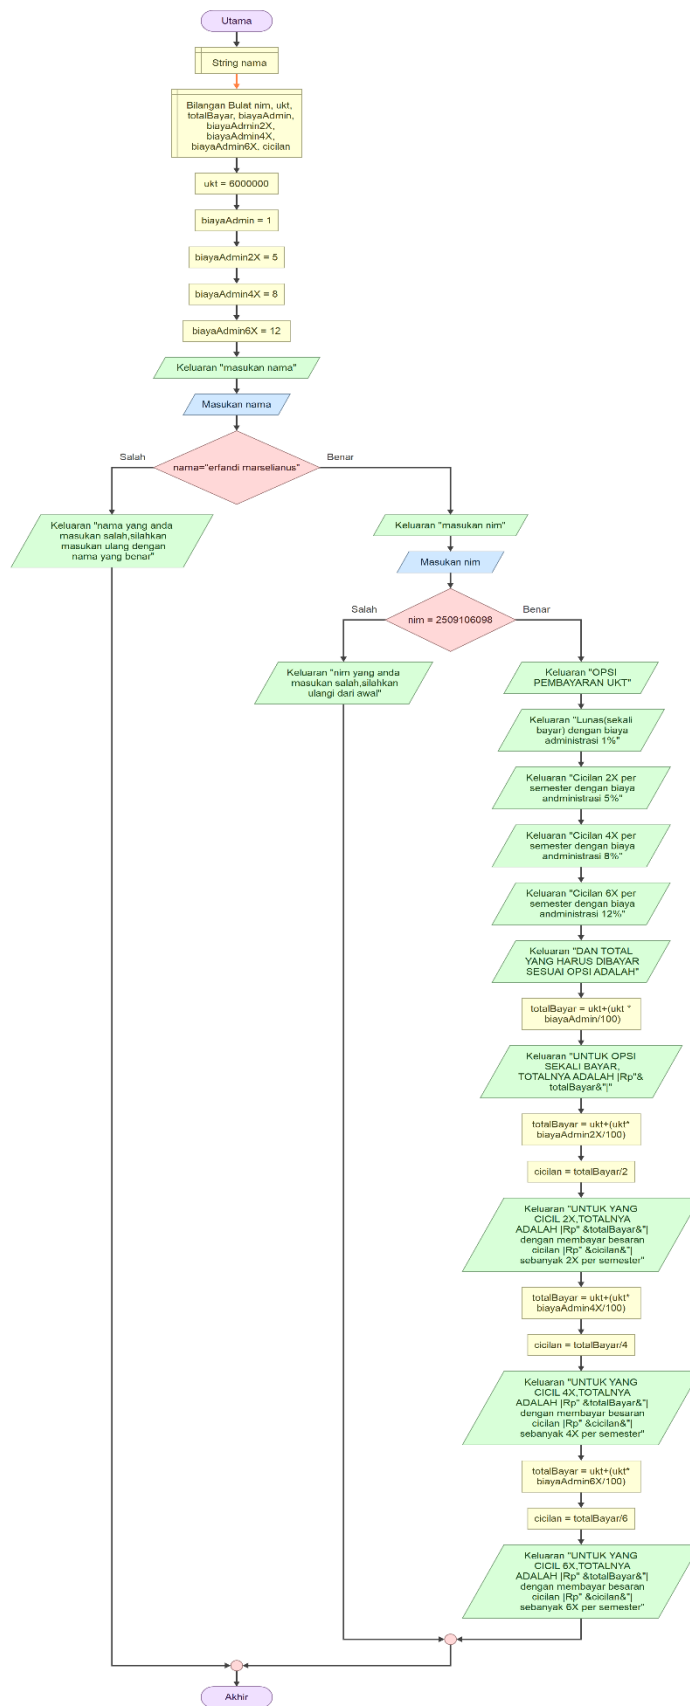 Utama
String nama
Bilangan Bulat nim, ukt,
totalBayar, biayaAdmin,
biayaAdmin2X,
biayaAdmin4X,
biayaAdmin6X, cicilan
ukt = 6000000
biayaAdmin = 1
biayaAdmin2X = 5
biayaAdmin4X = 8
biayaAdmin6X = 12
Keluaran "masukan nama"
Masukan nama
Salah
Benar
nama="erfandi marselianus"
Keluaran "nama yang anda
masukan salah,silahkan
masukan ulang dengan
nama yang benar"
Keluaran "masukan nim"
Masukan nim
Salah
Benar
nim = 2509106098
Keluaran "nim yang anda
masukan salah,silahkan
ulangi dari awal"
Keluaran "OPSI
PEMBAYARAN UKT"
Keluaran "Lunas(sekali
bayar) dengan biaya
administrasi 1%"
Keluaran "Cicilan 2X per
semester dengan biaya
andministrasi 5%"
Keluaran "Cicilan 4X per
semester dengan biaya
andministrasi 8%"
Keluaran "Cicilan 6X per
semester dengan biaya
andministrasi 12%"
Keluaran "DAN TOTAL
YANG HARUS DIBAYAR
SESUAI OPSI ADALAH"
totalBayar = ukt+(ukt *
biayaAdmin/100)
Keluaran "UNTUK OPSI
SEKALI BAYAR,
TOTALNYA ADALAH |Rp"&
totalBayar&"|"
totalBayar = ukt+(ukt*
biayaAdmin2X/100)
cicilan = totalBayar/2
Keluaran "UNTUK YANG
CICIL 2X,TOTALNYA
ADALAH |Rp" &totalBayar&"|
dengan membayar besaran
cicilan |Rp" &cicilan&"|
sebanyak 2X per semester"
totalBayar = ukt+(ukt*
biayaAdmin4X/100)
cicilan = totalBayar/4
Keluaran "UNTUK YANG
CICIL 4X,TOTALNYA
ADALAH |Rp" &totalBayar&"|
dengan membayar besaran
cicilan |Rp" &cicilan&"|
sebanyak 4X per semester"
totalBayar = ukt+(ukt*
biayaAdmin6X/100)
cicilan = totalBayar/6
Keluaran "UNTUK YANG
CICIL 6X,TOTALNYA
ADALAH |Rp" &totalBayar&"|
dengan membayar besaran
cicilan |Rp" &cicilan&"|
sebanyak 6X per semester"
Akhir